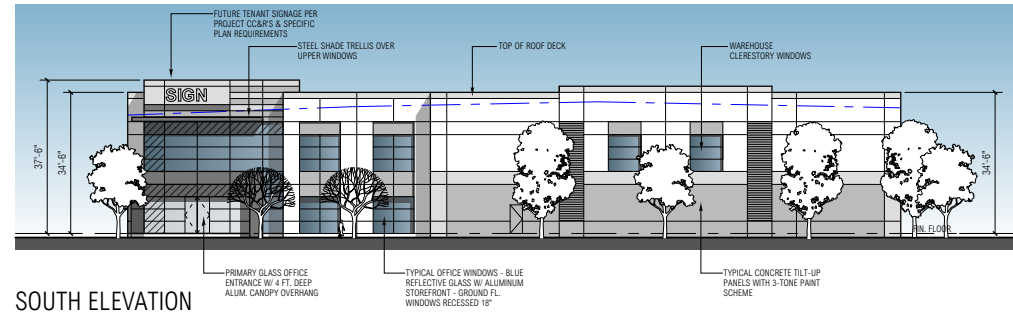 FUTURE TENANT SIGNAGE PER
PROJECT CC&R'S & SPECIFIC
PLAN REQUIREMENTS
STEEL SHADE TRELLIS OVER
UPPER WINDOWS
TOP OF ROOF DECK
WAREHOUSE
CLERESTORY WINDOWS
SIGN
37'-6"
34'-6"
34'-6"
FIN. FLOOR
PRIMARY GLASS OFFICE
ENTRANCE W/ 4 FT. DEEP
ALUM. CANOPY OVERHANG
TYPICAL OFFICE WINDOWS - BLUE
REFLECTIVE GLASS W/ ALUMINUM
STOREFRONT - GROUND FL.
WINDOWS RECESSED 18"
TYPICAL CONCRETE TILT-UP
PANELS WITH 3-TONE PAINT
SCHEME
SOUTH ELEVATION